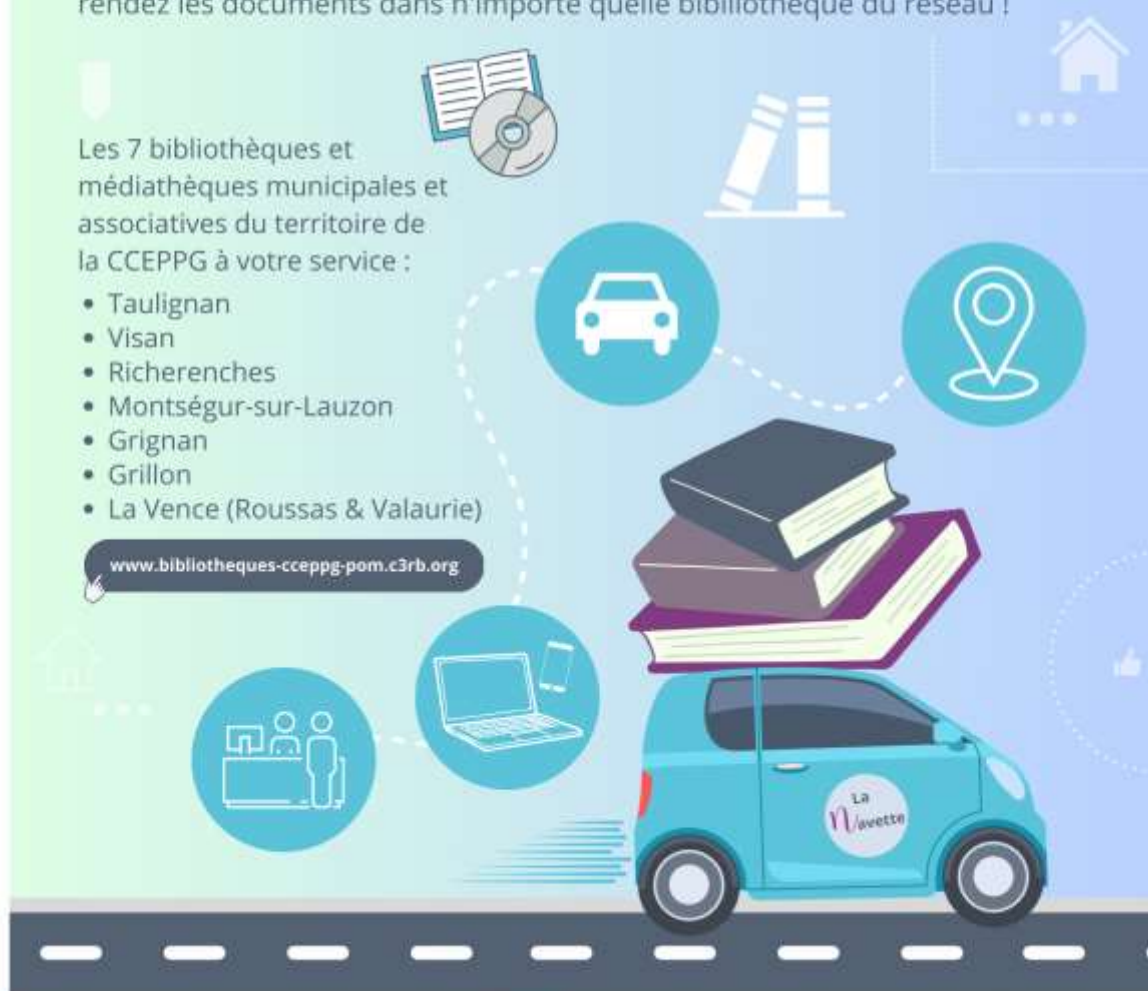 rendez les documents dans n'importe quelle bibliothèque du réseau !
Les 7 bibliothèques et
médiathèques municipales et
associatives du territoire de
la CCEPPG à votre service :
• Taulignan
• Visan
• Richerenches
• Montségur-sur-Lauzon
• Grignan
• Grillon
• La Vence (Roussas & Valaurie)
www.bibliotheques-cceppg-pom.c3rb.org
La
Navette